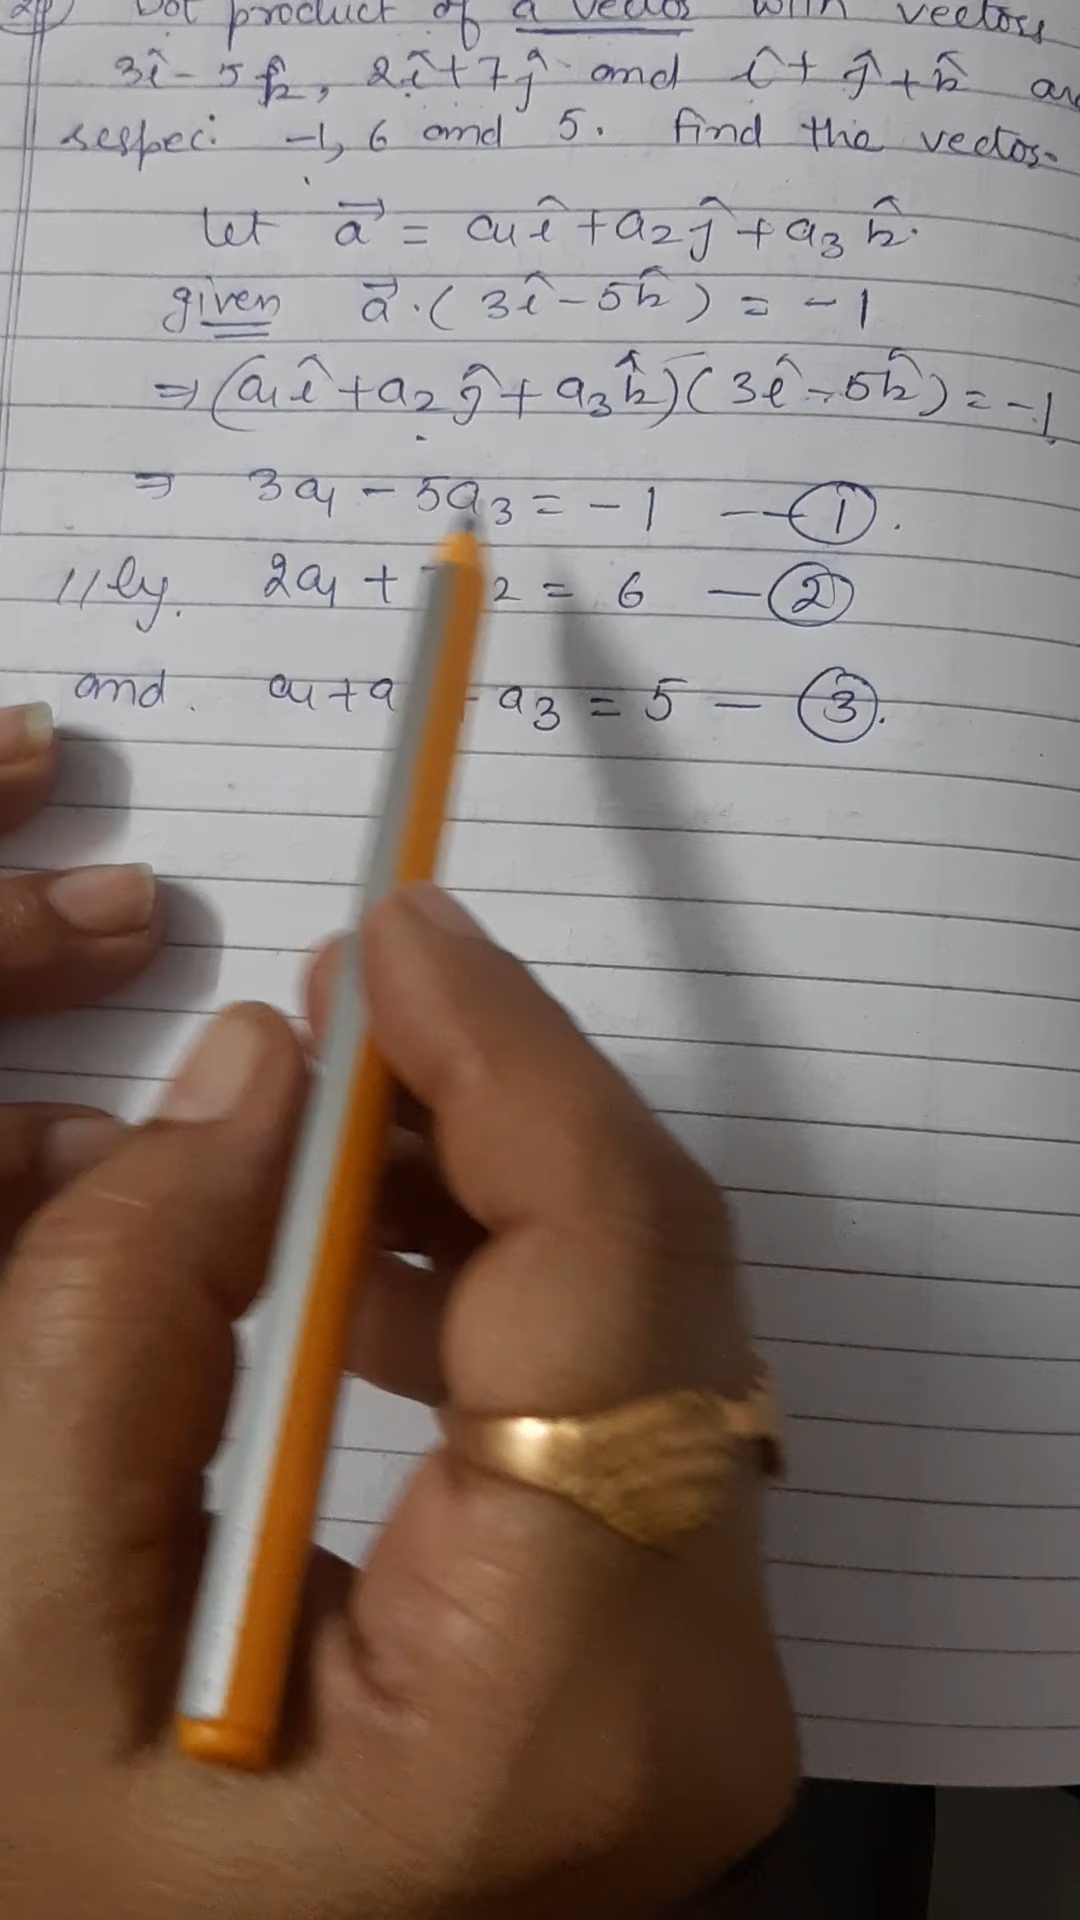 Dot product of a vector with vectors
3î - 5k̂, 2î + 7ĵ and î + ĵ + k̂ are
respec: -1, 6 and 5. Find the vector.
Let a⃗ = a₁î + a₂ĵ + a₃k̂.
given a⃗.(3î - 5k̂) = -1
⇒ (a₁î + a₂ĵ + a₃k̂)(3î - 5k̂) = -1
⇒ 3a₁ - 5a₃ = -1 — ①.
//ly. 2a₁ + 2 = 6 — ②
and. a₁ + a a₃ = 5 — ③.